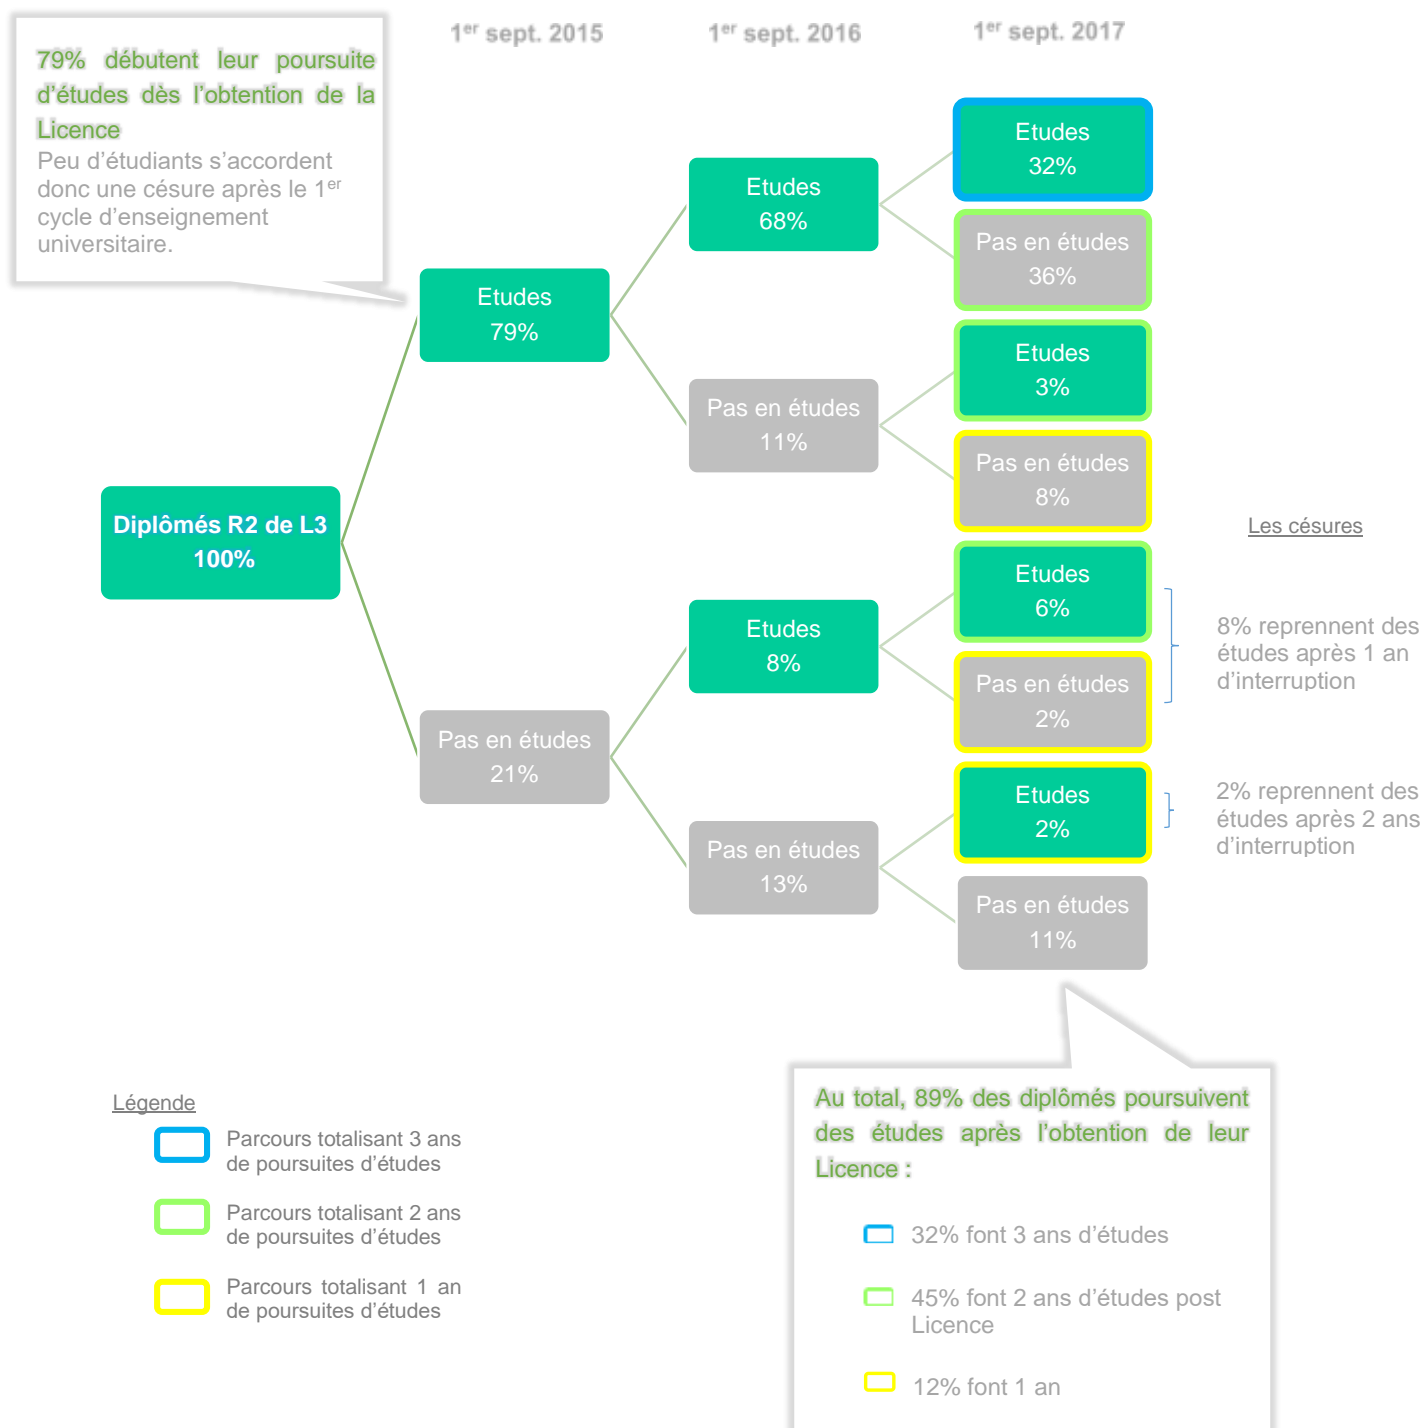 1er sept. 2015
1er sept. 2016
1er sept. 2017
79% débutent leur poursuite
d’études dès l’obtention de la
Licence
Peu d’étudiants s’accordent
donc une césure après le 1er
cycle d’enseignement
universitaire.
Etudes
32%
Etudes
68%
Pas en études
36%
Etudes
79%
Etudes
3%
Pas en études
11%
Pas en études
8%
Diplômés R2 de L3
100%
Les césures
Etudes
6%
Etudes
8%
8% reprennent des
études après 1 an
d’interruption
Pas en études
2%
Pas en études
21%
Etudes
2%
2% reprennent des
études après 2 ans
d’interruption
Pas en études
13%
Pas en études
11%
Légende
Parcours totalisant 3 ans
de poursuites d’études
Parcours totalisant 2 ans
de poursuites d’études
Parcours totalisant 1 an
de poursuites d’études
Au total, 89% des diplômés poursuivent
des études après l’obtention de leur
Licence :
32% font 3 ans d’études
45% font 2 ans d’études post
Licence
12% font 1 an